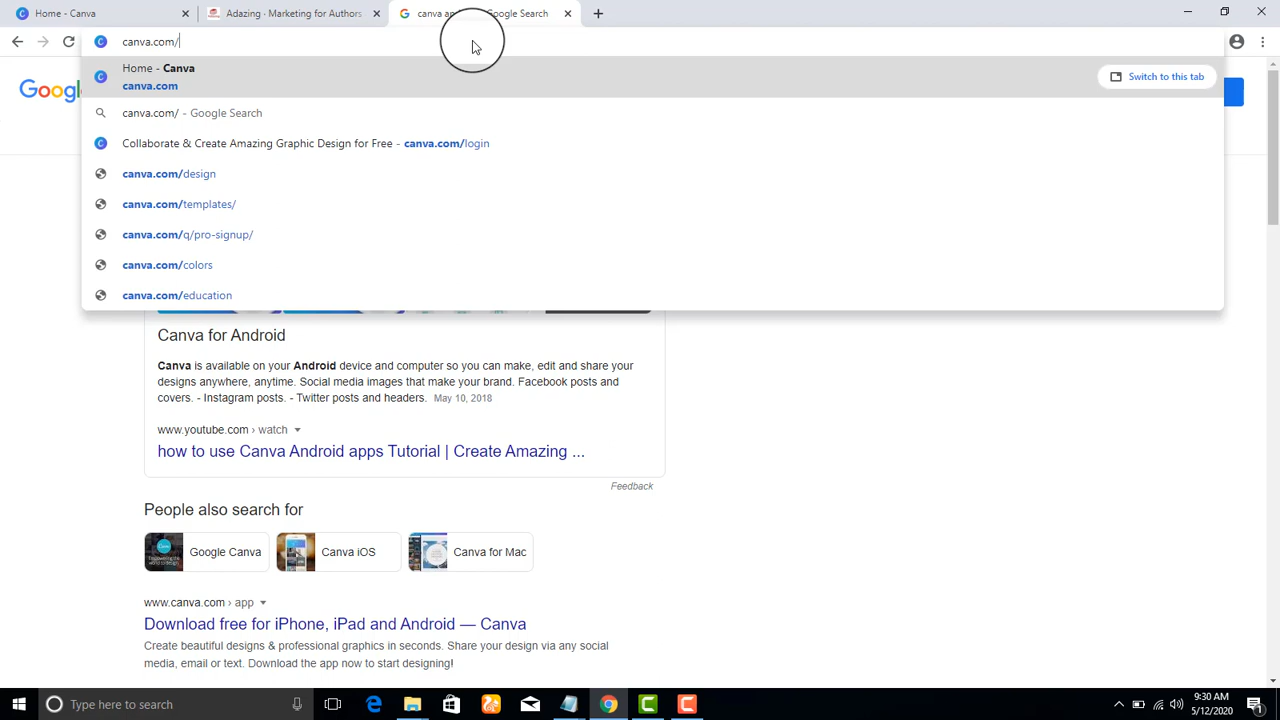 Home - Canva
Adazing - Marketing for Authors
canva an
Google Search
canva.com/
Home - Canva
canva.com
Switch to this tab
canva.com/ - Google Search
Collaborate & Create Amazing Graphic Design for Free - canva.com/login
canva.com/design
canva.com/templates/
canva.com/q/pro-signup/
canva.com/colors
canva.com/education
Canva for Android
Canva is available on your Android device and computer so you can make, edit and share your
designs anywhere, anytime. Social media images that make your brand. Facebook posts and
covers. - Instagram posts. - Twitter posts and headers. May 10, 2018
www.youtube.com › watch
how to use Canva Android apps Tutorial | Create Amazing ...
Feedback
People also search for
Google Canva
Canva iOS
Canva for Mac
www.canva.com › app
Download free for iPhone, iPad and Android — Canva
Create beautiful designs & professional graphics in seconds. Share your design via any social
media, email or text. Download the app now to start designing!
Type here to search
9:30 AM
5/12/2020